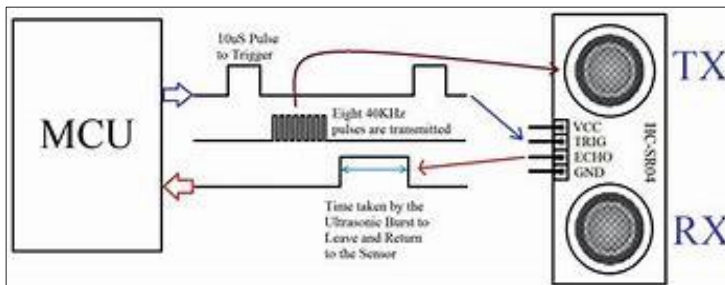 10uS Pulse
to Trigger
TX
MCU
Eight 40KHz
pulses are transmitted
VCC
TRIG
ECHO
GND
HC-SR04
Time taken by the
Ultrasonic Burst to
Leave and Return
to the Sensor
RX